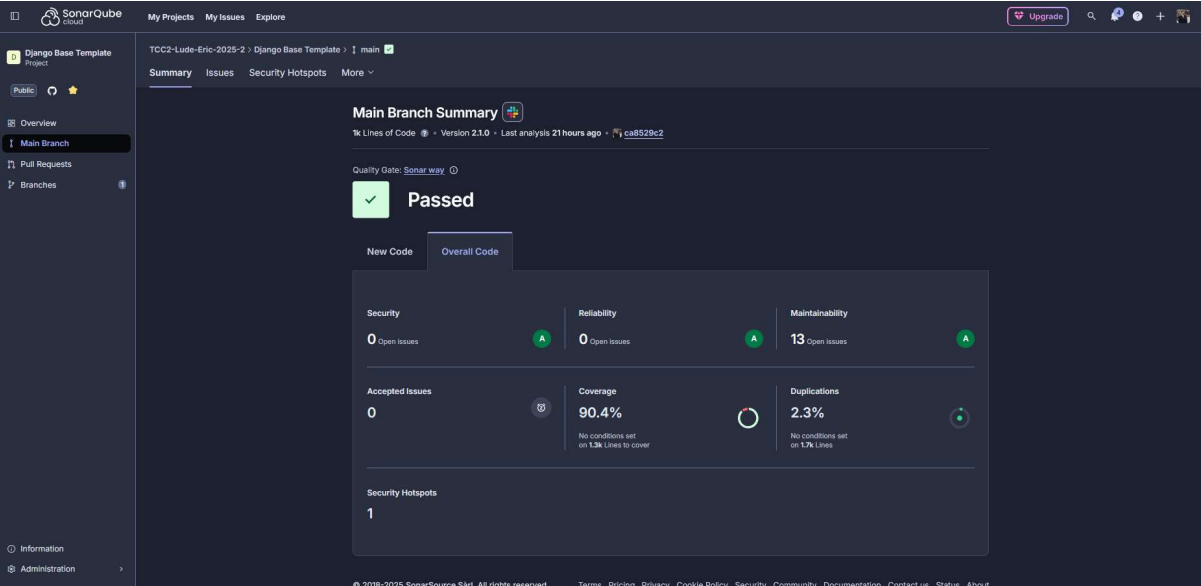 SonarQube cloud
My Projects My Issues Explore
Upgrade
4
?
D
Django Base Template
Project
Public
Overview
Main Branch
Pull Requests
Branches 1
Information
Administration
TCC2-Lude-Eric-2025-2 > Django Base Template > main
Summary Issues Security Hotspots More
Main Branch Summary
1k Lines of Code ? • Version 2.1.0 • Last analysis 21 hours ago • ca8529c2
Quality Gate: Sonar way
Passed
New Code Overall Code
Security Reliability Maintainability
0 Open issues A 0 Open issues A 13 Open issues A
Accepted Issues Coverage Duplications
0 90.4% 2.3%
No conditions set No conditions set
on 1.3k Lines to cover on 1.7k Lines
Security Hotspots
1
© 2018-2025 SonarSource Sàrl. All rights reserved. Terms Pricing Privacy Cookie Policy Security Community Documentation Contact us Status About